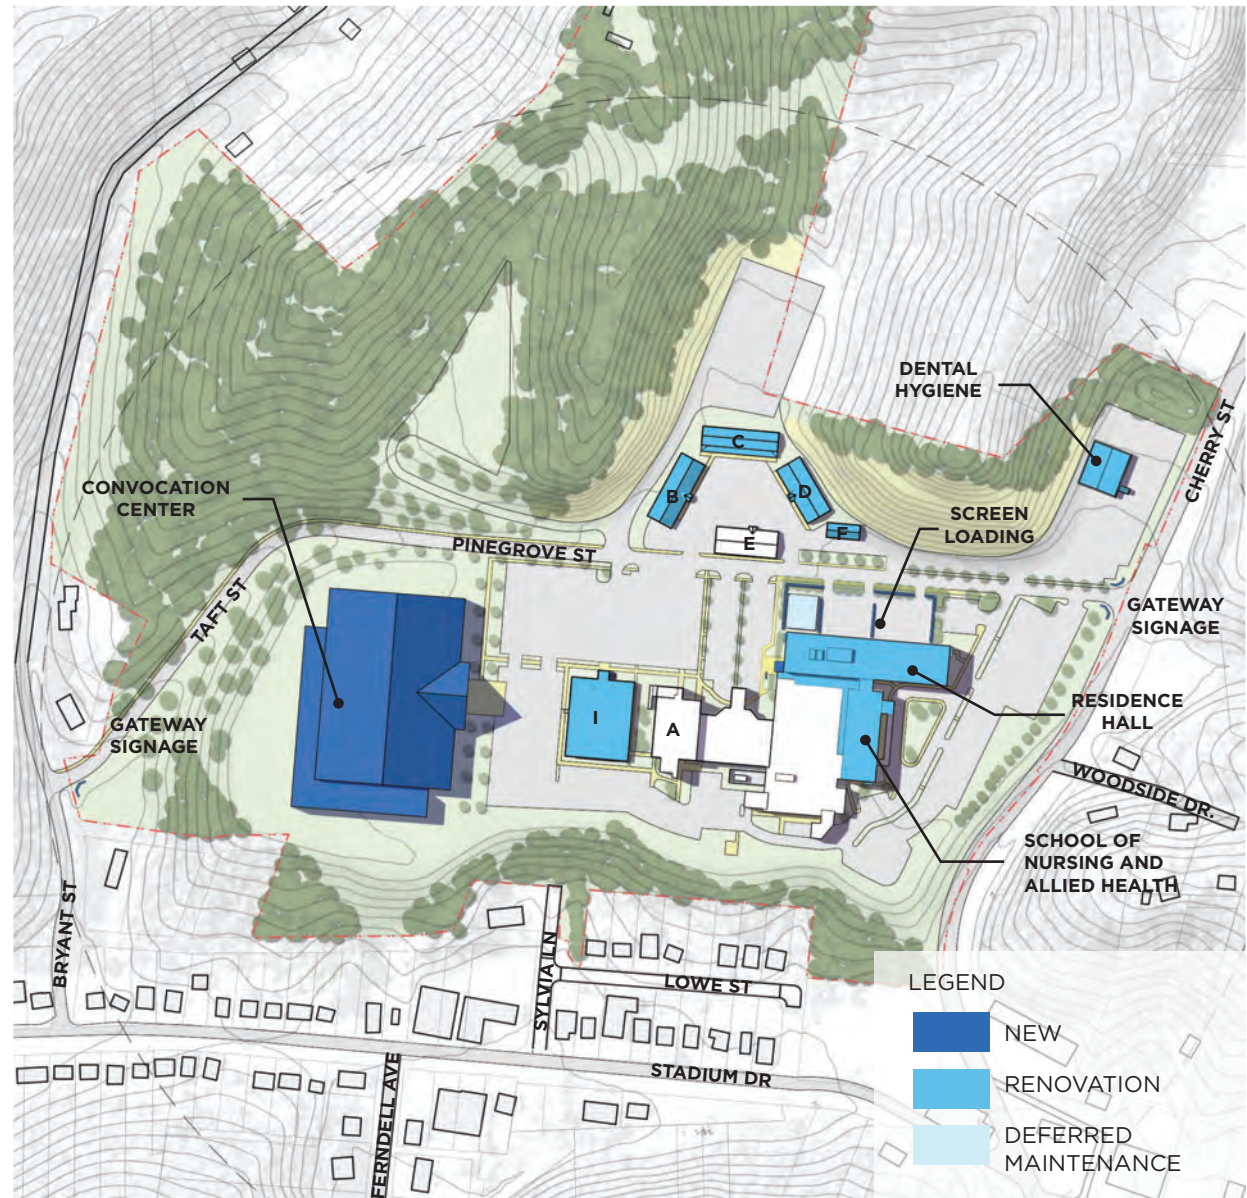 DENTAL
HYGIENE
CHERRY ST
C
CONVOCATION
CENTER
B
D
SCREEN
LOADING
F
E
PINEGROVE ST
TAFT ST
GATEWAY
SIGNAGE
RESIDENCE
HALL
I
A
GATEWAY
SIGNAGE
WOODSIDE DR.
SCHOOL OF
NURSING AND
ALLIED HEALTH
BRYANT ST
SYLVIA LN
LOWE ST
STADIUM DR
FERNDELL AVE
LEGEND
NEW
RENOVATION
DEFERRED
MAINTENANCE